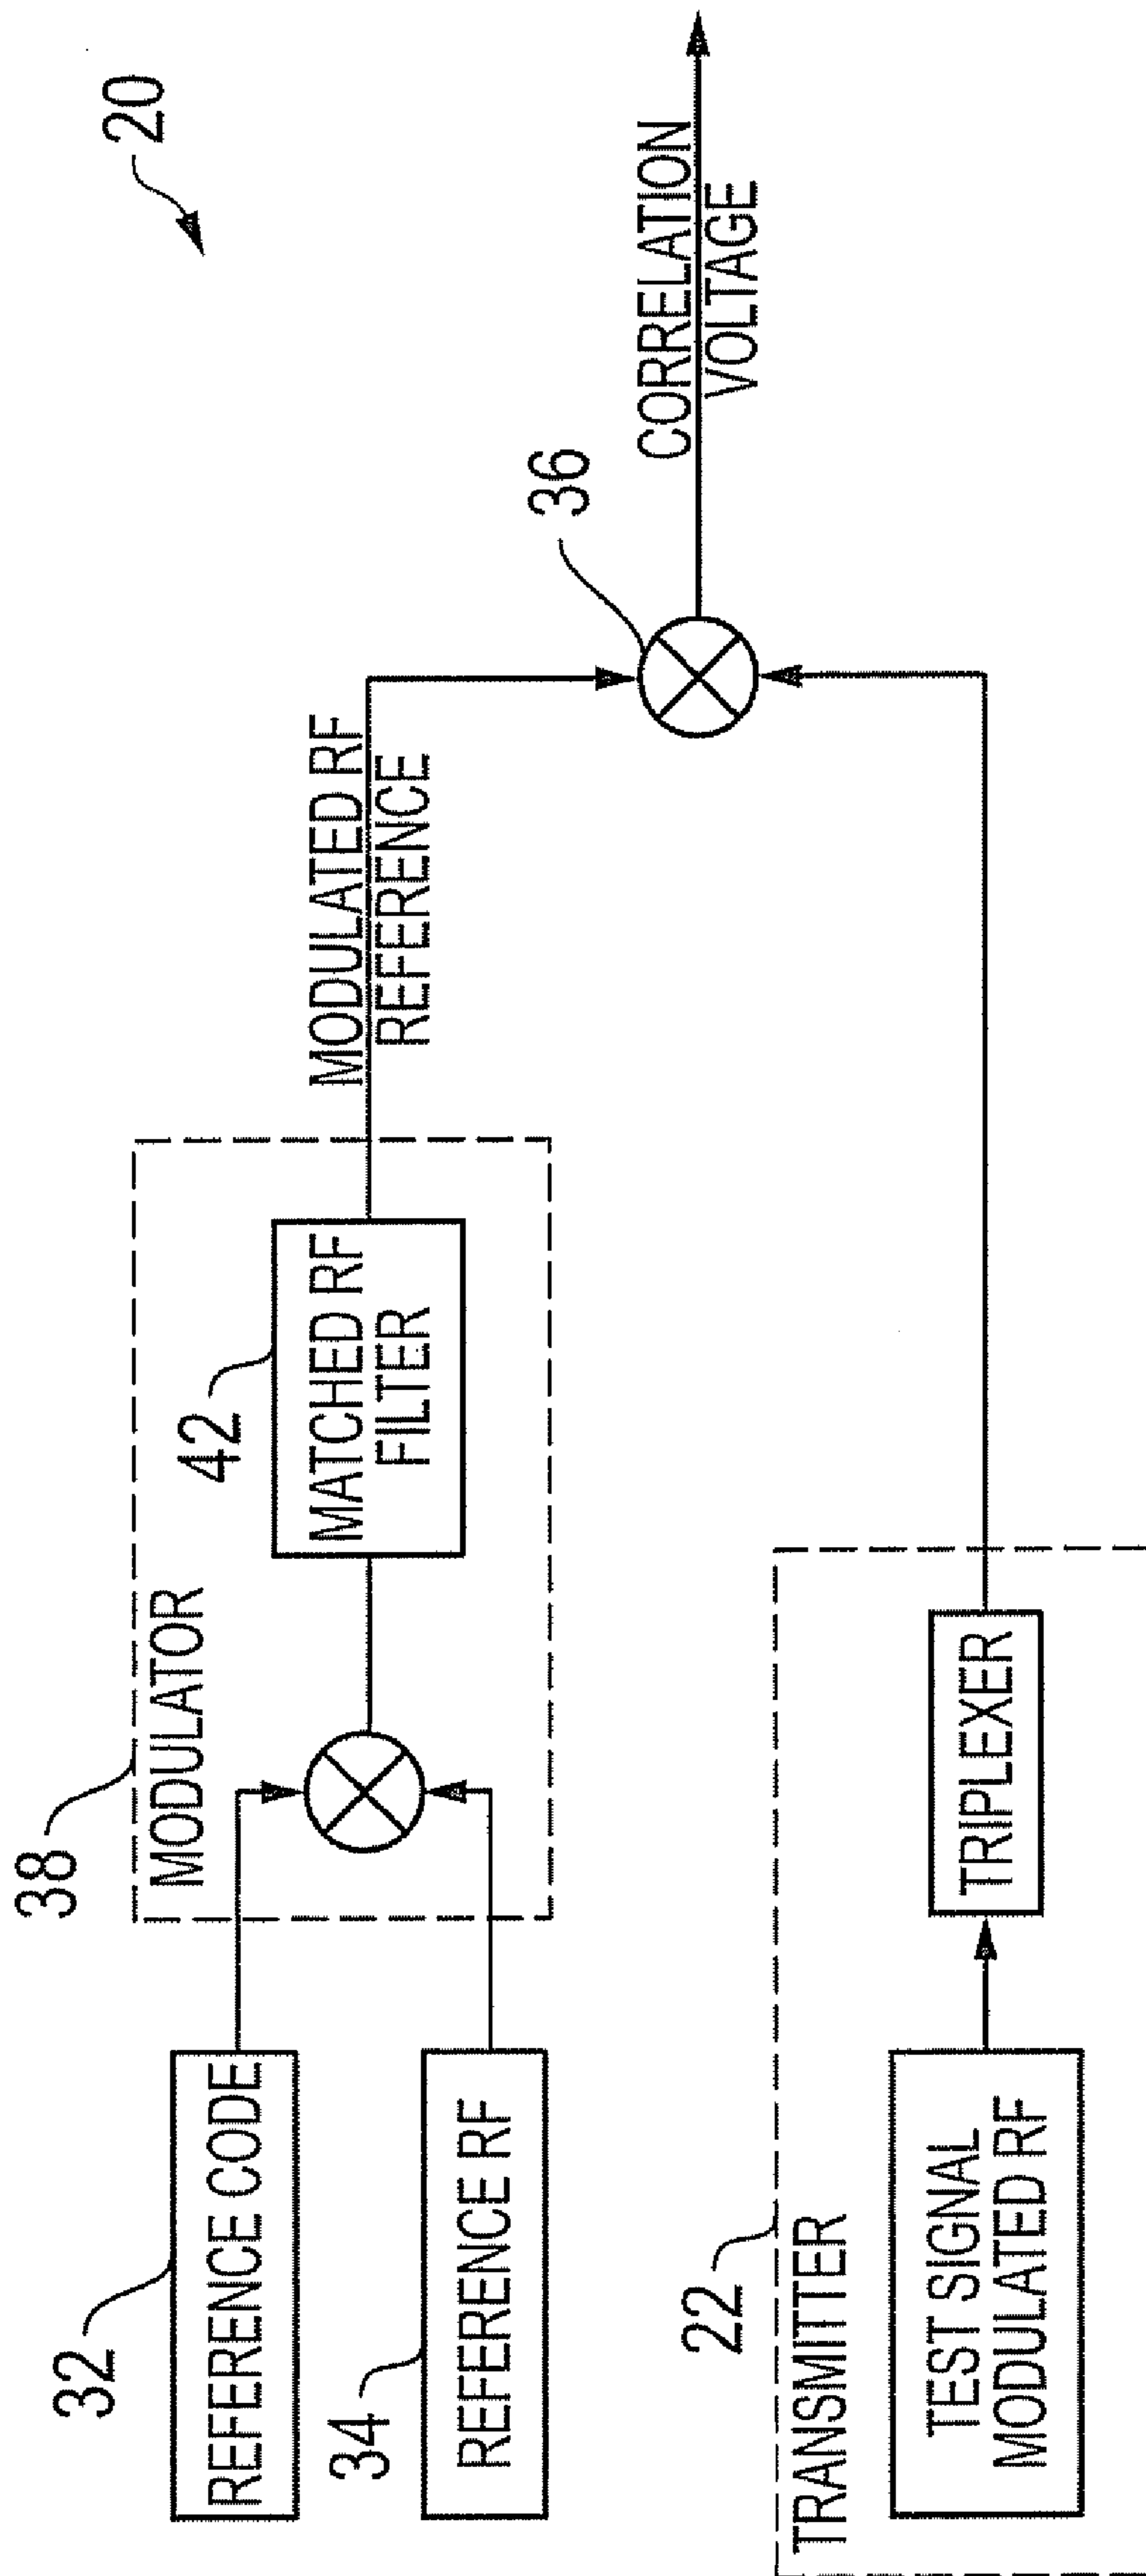 20
38
MODULATOR
32
REFERENCE CODE
42
MATCHED RF
FILTER
MODULATED RF
REFERENCE
34
REFERENCE RF
36
CORRELATION
VOLTAGE
22
TRANSMITTER
TEST SIGNAL
MODULATED RF
TRIPLEXER